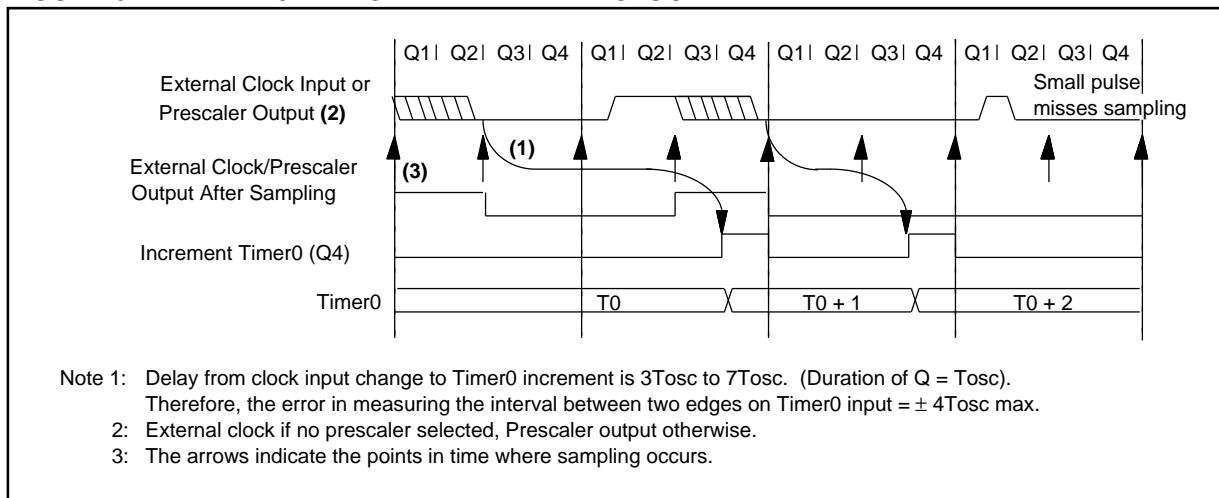 Q1| Q2| Q3| Q4 Q1| Q2| Q3| Q4 Q1| Q2| Q3| Q4 Q1| Q2| Q3| Q4
External Clock Input or
Prescaler Output (2)
Small pulse
misses sampling
(1)
External Clock/Prescaler
Output After Sampling
(3)
Increment Timer0 (Q4)
Timer0 T0 T0 + 1 T0 + 2
Note 1: Delay from clock input change to Timer0 increment is 3Tosc to 7Tosc. (Duration of Q = Tosc).
Therefore, the error in measuring the interval between two edges on Timer0 input = ± 4Tosc max.
2: External clock if no prescaler selected, Prescaler output otherwise.
3: The arrows indicate the points in time where sampling occurs.